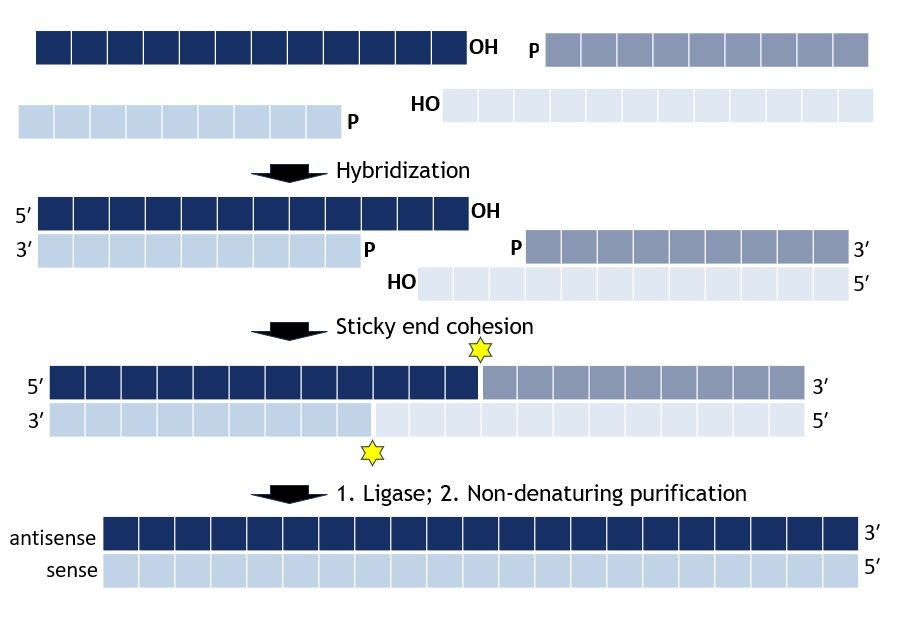 OH P
P HO
Hybridization
5′ OH
3′ P P 3′
HO 5′
Sticky end cohesion
5′ 3′
3′ 5′
1. Ligase; 2. Non-denaturing purification
antisense 3′
sense 5′